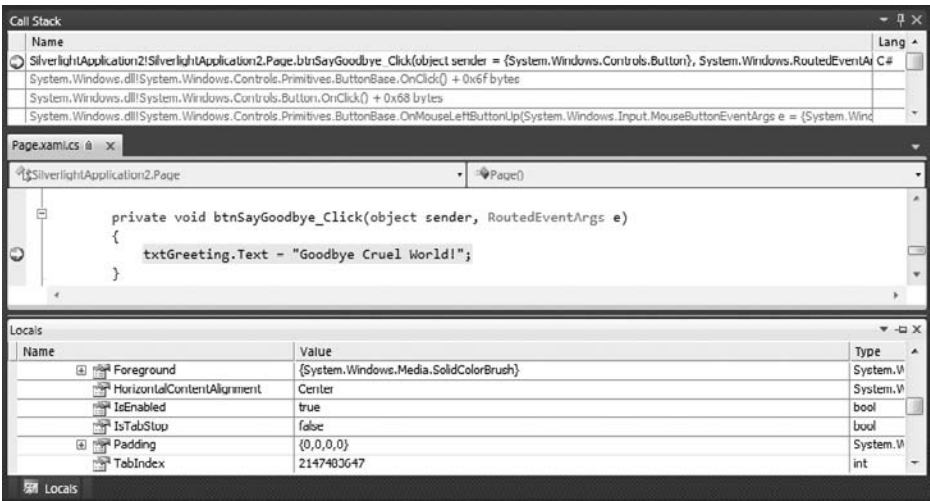 Call Stack
Name Lang
SilverlightApplication2!SilverlightApplication2.Page.btnSayGoodbye_Click(object sender = {System.Windows.Controls.Button}, System.Windows.RoutedEventAr C#
System.Windows.dll!System.Windows.Controls.Primitives.ButtonBase.OnClick() + 0x6f bytes
System.Windows.dll!System.Windows.Controls.Button.OnClick() + 0x68 bytes
System.Windows.dll!System.Windows.Controls.Primitives.ButtonBase.OnMouseLeftButtonUp(System.Windows.Input.MouseButtonEventArgs e = {System.Wind
Page.xaml.cs
SilverlightApplication2.Page Page()
private void btnSayGoodbye_Click(object sender, RoutedEventArgs e)
{
txtGreeting.Text = "Goodbye Cruel World!";
}
Locals
Name Value Type
Foreground {System.Windows.Media.SolidColorBrush} System.W
HorizontalContentAlignment Center System.W
IsEnabled true bool
IsTabStop false bool
Padding {0,0,0,0} System.W
TabIndex 2147483647 int
Locals